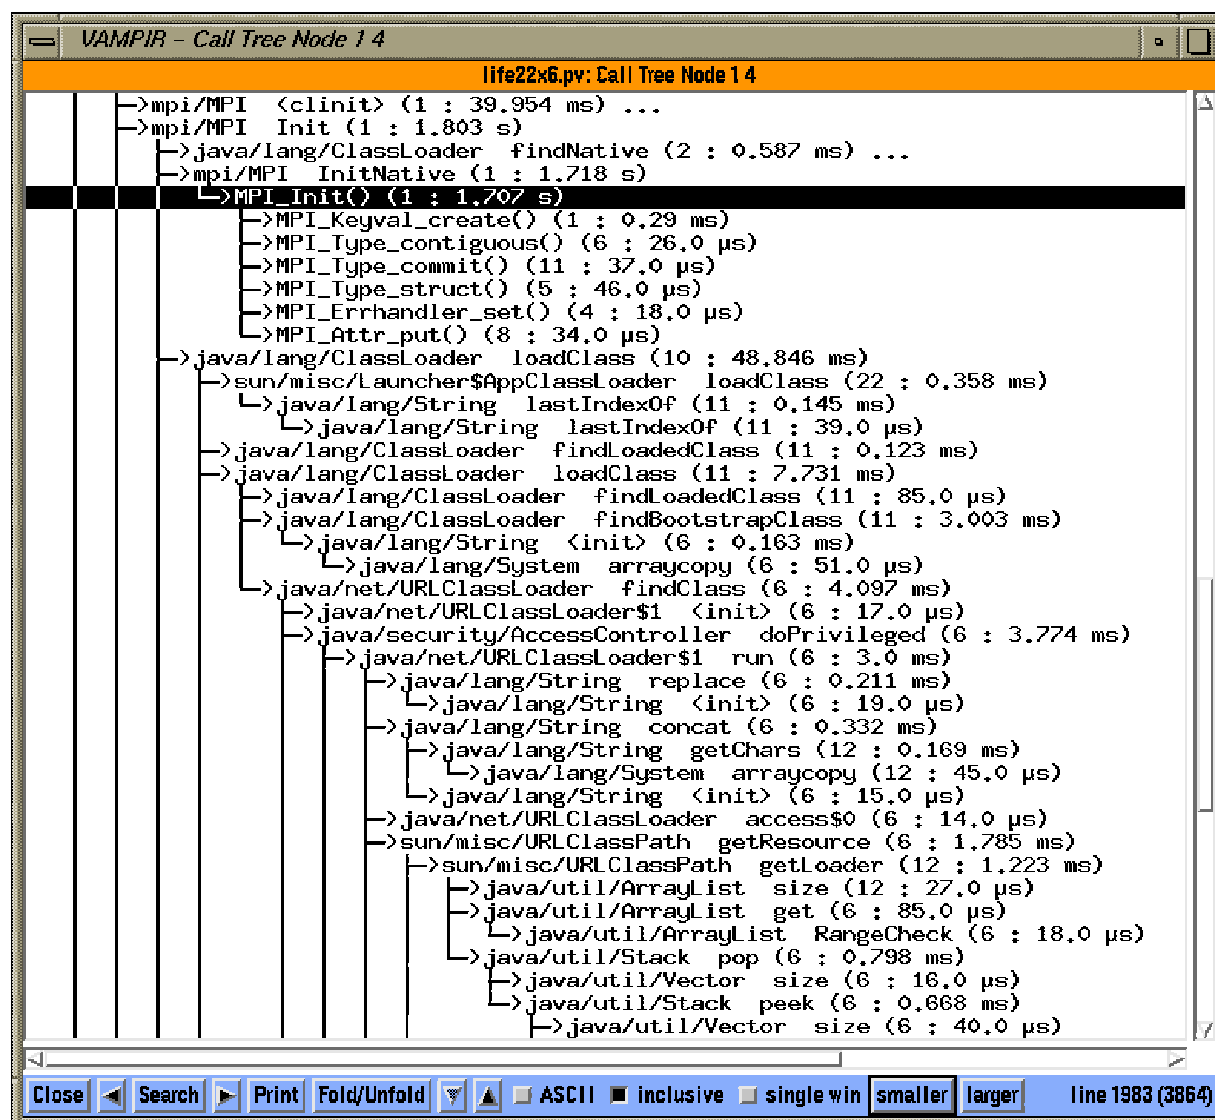 VAMPIR - Call Tree Node 1 4
life22x6.pv: Call Tree Node 1 4
mpi/MPI <clinit> (1 : 39.954 ms) ...
mpi/MPI Init (1 : 1.803 s)
java/lang/ClassLoader findNative (2 : 0.587 ms) ...
mpi/MPI InitNative (1 : 1.718 s)
MPI_Init() (1 : 1.707 s)
MPI_Keyval_create() (1 : 0.29 ms)
MPI_Type_contiguous() (6 : 26.0 µs)
MPI_Type_commit() (11 : 37.0 µs)
MPI_Type_struct() (5 : 46.0 µs)
MPI_Errhandler_set() (4 : 18.0 µs)
MPI_Attr_put() (8 : 34.0 µs)
java/lang/ClassLoader loadClass (10 : 48.846 ms)
sun/misc/Launcher$AppClassLoader loadClass (22 : 0.358 ms)
java/lang/String lastIndexOf (11 : 0.145 ms)
java/lang/String lastIndexOf (11 : 39.0 µs)
java/lang/ClassLoader findLoadedClass (11 : 0.123 ms)
java/lang/ClassLoader loadClass (11 : 7.731 ms)
java/lang/ClassLoader findLoadedClass (11 : 85.0 µs)
java/lang/ClassLoader findBootstrapClass (11 : 3.003 ms)
java/lang/String <init> (6 : 0.163 ms)
java/lang/System arraycopy (6 : 51.0 µs)
java/net/URLClassLoader findClass (6 : 4.097 ms)
java/net/URLClassLoader$1 <init> (6 : 17.0 µs)
java/security/AccessController doPrivileged (6 : 3.774 ms)
java/net/URLClassLoader$1 run (6 : 3.0 ms)
java/lang/String replace (6 : 0.211 ms)
java/lang/String <init> (6 : 19.0 µs)
java/lang/String concat (6 : 0.332 ms)
java/lang/String getChars (12 : 0.169 ms)
java/lang/System arraycopy (12 : 45.0 µs)
java/lang/String <init> (6 : 15.0 µs)
java/net/URLClassLoader access$0 (6 : 14.0 µs)
sun/misc/URLClassPath getResource (6 : 1.785 ms)
sun/misc/URLClassPath getLoader (12 : 1.223 ms)
java/util/ArrayList size (12 : 27.0 µs)
java/util/ArrayList get (6 : 85.0 µs)
java/util/ArrayList RangeCheck (6 : 18.0 µs)
java/util/Stack pop (6 : 0.798 ms)
java/util/Vector size (6 : 16.0 µs)
java/util/Stack peek (6 : 0.668 ms)
java/util/Vector size (6 : 40.0 µs)
Close Search Print Fold/Unfold ASCII inclusive single win smaller larger line 1983 (3864)